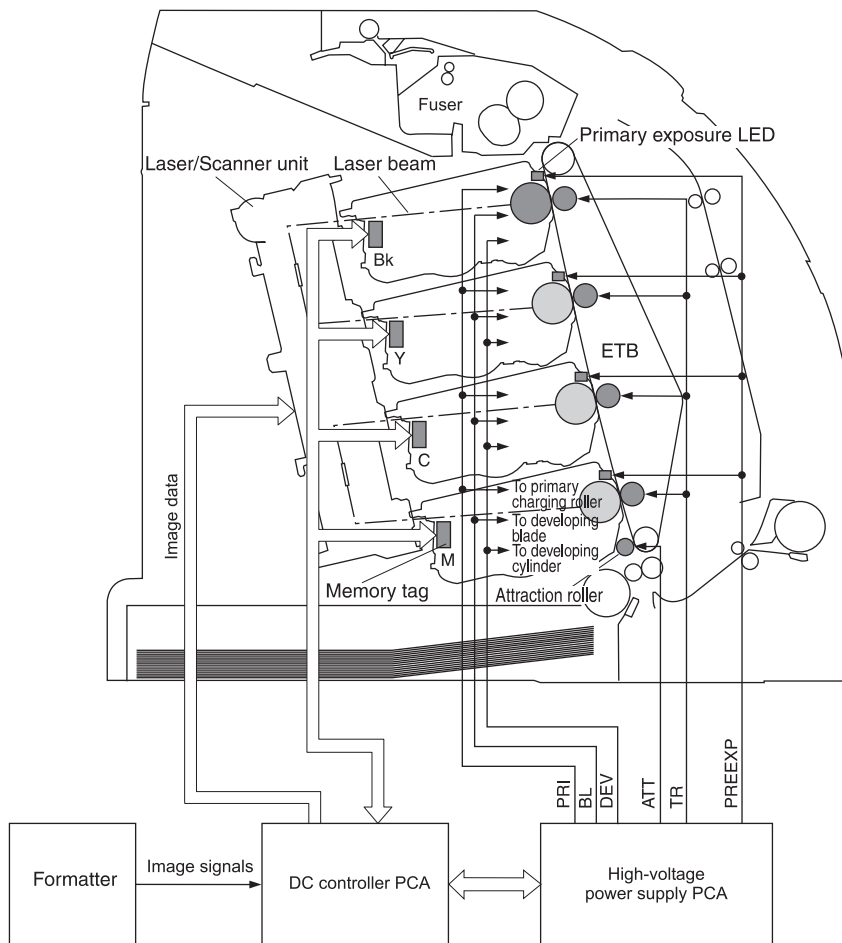 Fuser
Primary exposure LED
Laser/Scanner unit
Laser beam
Bk
Y
ETB
C
Image data
To primary
charging roller
To developing
blade
To developing
cylinder
M
Memory tag
Attraction roller
PRI
BL
DEV
ATT
TR
PREEXP
Formatter
Image signals
DC controller PCA
High-voltage
power supply PCA